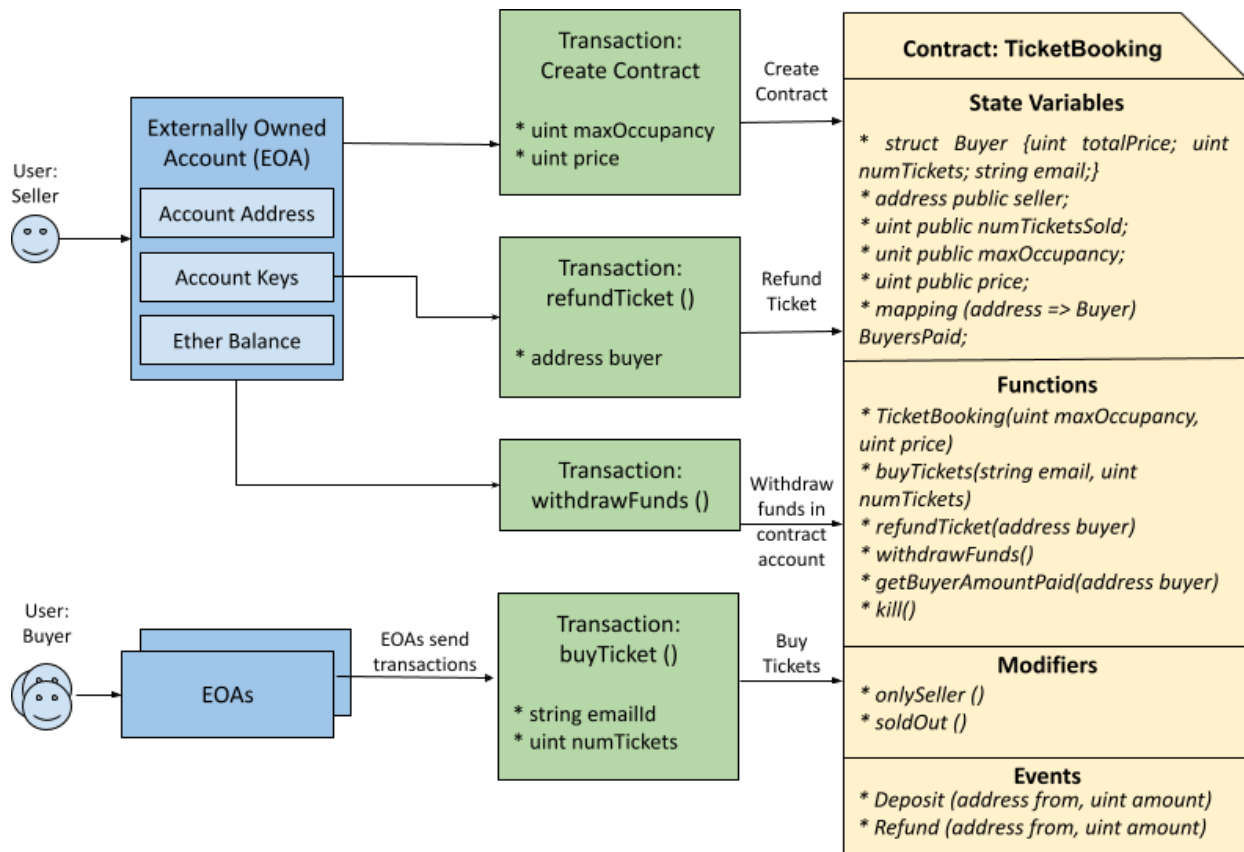 User:
Seller
Externally Owned
Account (EOA)
Account Address
Account Keys
Ether Balance
Transaction:
Create Contract
* uint maxOccupancy
* uint price
Create
Contract
Transaction:
refundTicket ()
* address buyer
Refund
Ticket
Transaction:
withdrawFunds ()
Withdraw
funds in
contract
account
User:
Buyer
EOAs
EOAs send
transactions
Transaction:
buyTicket ()
* string emailId
* uint numTickets
Buy
Tickets
Contract: TicketBooking
State Variables
* struct Buyer {uint totalPrice; uint
numTickets; string email;}
* address public seller;
* uint public numTicketsSold;
* unit public maxOccupancy;
* uint public price;
* mapping (address => Buyer)
BuyersPaid;
Functions
* TicketBooking(uint maxOccupancy,
uint price)
* buyTickets(string email, uint
numTickets)
* refundTicket(address buyer)
* withdrawFunds()
* getBuyerAmountPaid(address buyer)
* kill()
Modifiers
* onlySeller ()
* soldOut ()
Events
* Deposit (address from, uint amount)
* Refund (address from, uint amount)